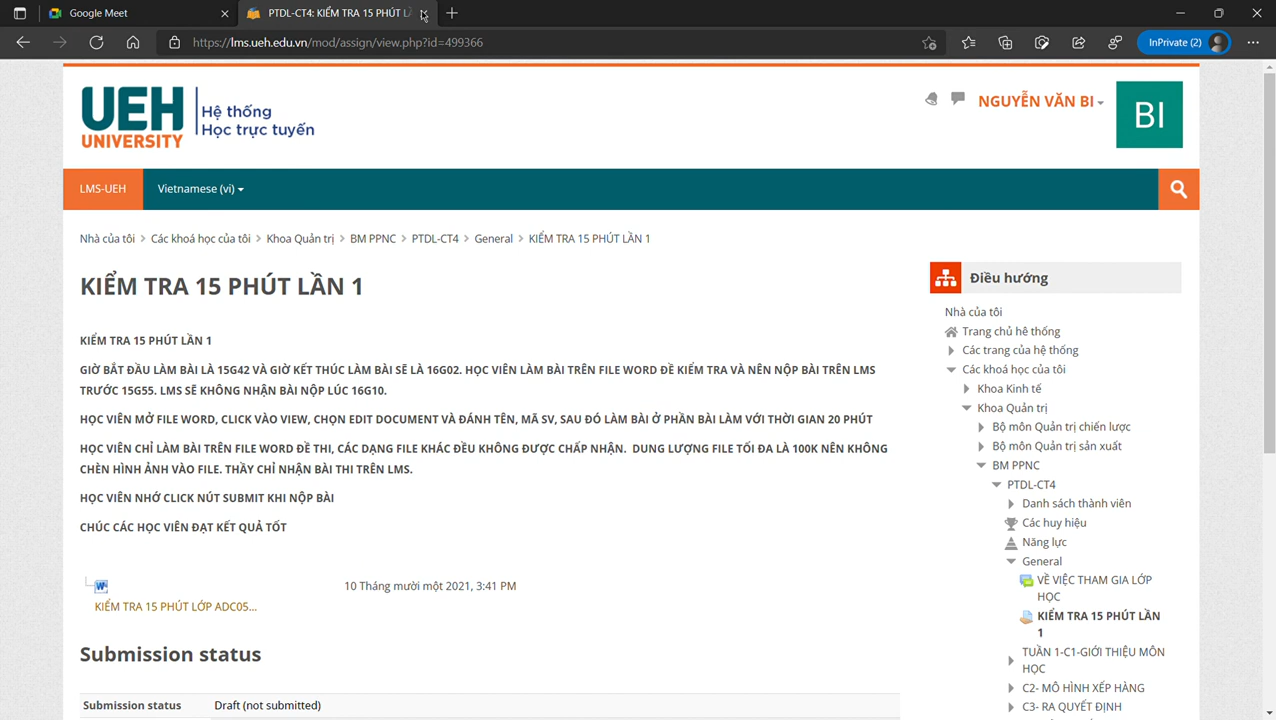 Google Meet
PTDL-CT4: KIỂM TRA 15 PHÚT LẦ
https://lms.ueh.edu.vn/mod/assign/view.php?id=499366
InPrivate (2)
UEH
UNIVERSITY
Hệ thống
Học trực tuyến
NGUYỄN VĂN BI
BI
LMS-UEH
Vietnamese (vi)
Nhà của tôi
Các khoá học của tôi
Khoa Quản trị
BM PPNC
PTDL-CT4
General
KIỂM TRA 15 PHÚT LẦN 1
KIỂM TRA 15 PHÚT LẦN 1
KIỂM TRA 15 PHÚT LẦN 1
GIỜ BẮT ĐẦU LÀM BÀI LÀ 15G42 VÀ GIỜ KẾT THÚC LÀM BÀI SẼ LÀ 16G02. HỌC VIÊN LÀM BÀI TRÊN FILE WORD ĐỀ KIỂM TRA VÀ NÊN NỘP BÀI TRÊN LMS
TRƯỚC 15G55. LMS SẼ KHÔNG NHẬN BÀI NỘP LÚC 16G10.
HỌC VIÊN MỞ FILE WORD, CLICK VÀO VIEW, CHỌN EDIT DOCUMENT VÀ ĐÁNH TÊN, MÃ SV, SAU ĐÓ LÀM BÀI Ở PHẦN BÀI LÀM VỚI THỜI GIAN 20 PHÚT
HỌC VIÊN CHỈ LÀM BÀI TRÊN FILE WORD ĐỀ THI, CÁC DẠNG FILE KHÁC ĐỀU KHÔNG ĐƯỢC CHẤP NHẬN. DUNG LƯỢNG FILE TỐI ĐA LÀ 100K NÊN KHÔNG
CHÈN HÌNH ẢNH VÀO FILE. THẦY CHỈ NHẬN BÀI THI TRÊN LMS.
HỌC VIÊN NHỚ CLICK NÚT SUBMIT KHI NỘP BÀI
CHÚC CÁC HỌC VIÊN ĐẠT KẾT QUẢ TỐT
10 Tháng mười một 2021, 3:41 PM
KIỂM TRA 15 PHÚT LỚP ADC05...
Submission status
Submission status
Draft (not submitted)
Điều hướng
Nhà của tôi
Trang chủ hệ thống
Các trang của hệ thống
Các khoá học của tôi
Khoa Kinh tế
Khoa Quản trị
Bộ môn Quản trị chiến lược
Bộ môn Quản trị sản xuất
BM PPNC
PTDL-CT4
Danh sách thành viên
Các huy hiệu
Năng lực
General
VỀ VIỆC THAM GIA LỚP
HỌC
KIỂM TRA 15 PHÚT LẦN
1
TUẦN 1-C1-GIỚI THIỆU MÔN
HỌC
C2- MÔ HÌNH XẾP HÀNG
C3- RA QUYẾT ĐỊNH